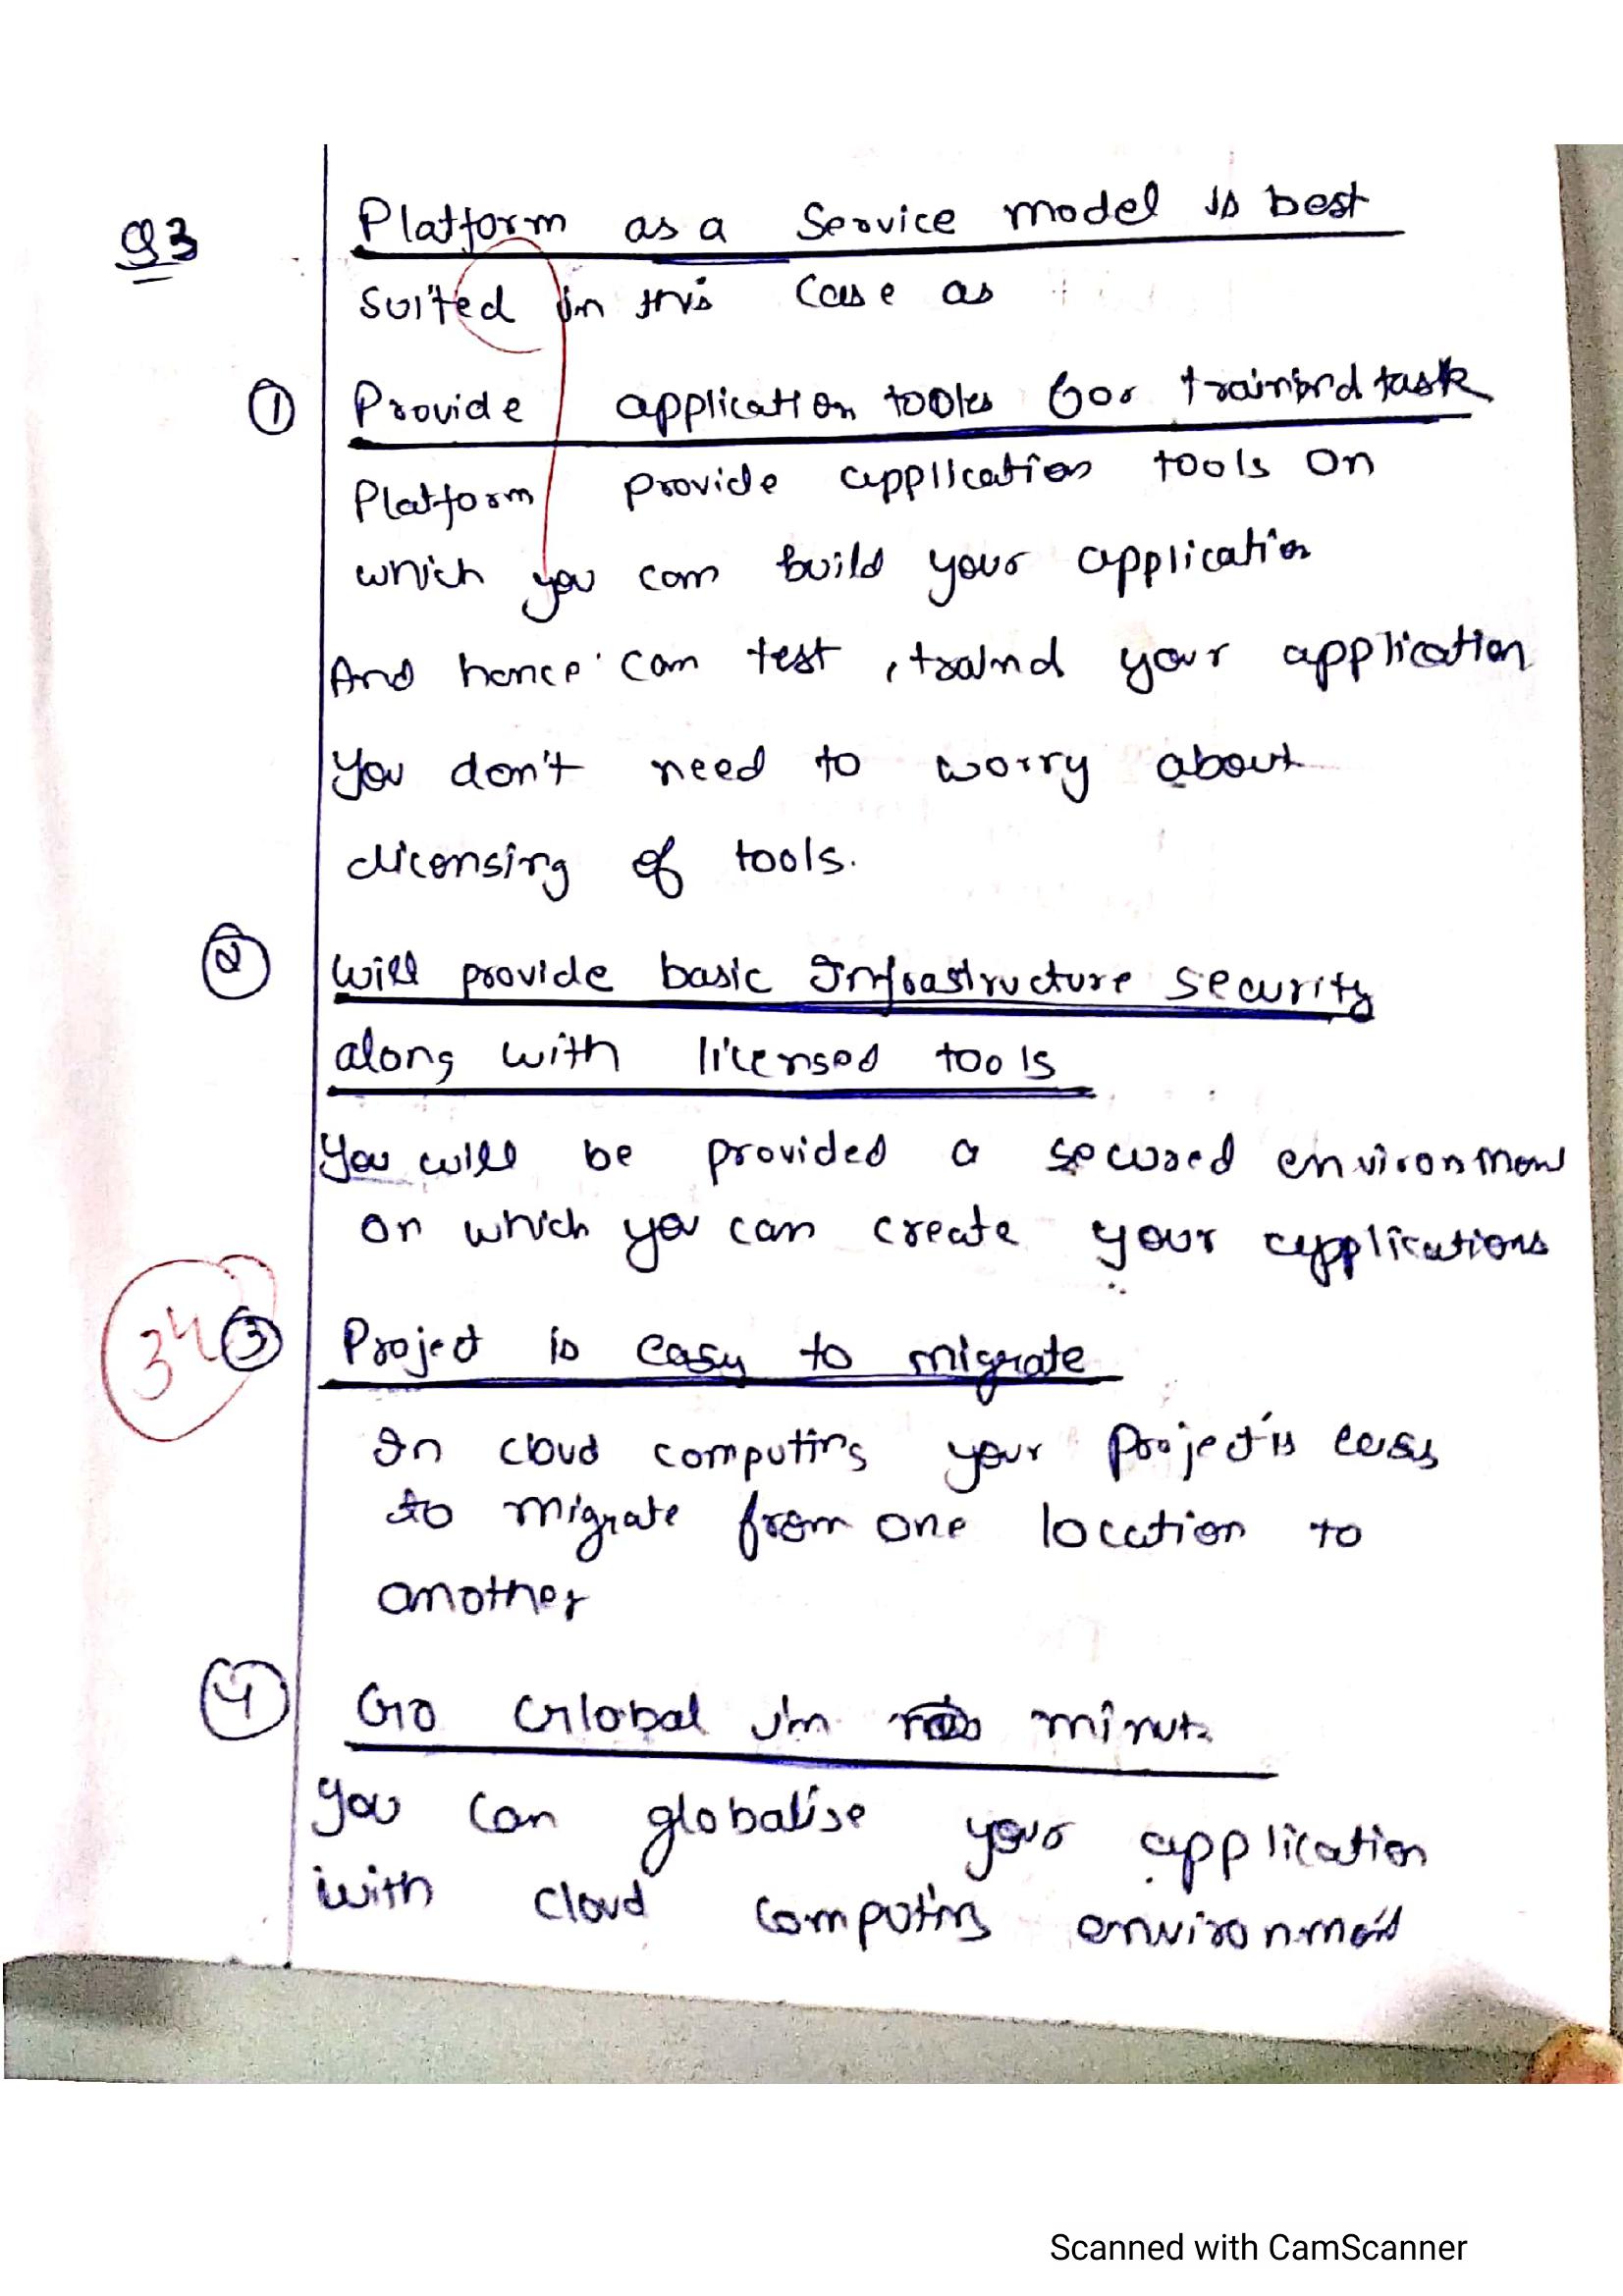 Q3
Platform as a Service model is best
suited in this case as
① Provide application tooles for task
Platform provide application tools on
which you can build your application
And hence can test, your application
You don't need to worry about
licensing of tools.
② will provide basic Infrastructure security
along with licensed tools
You will be provided a secured environment
on which you can create your applications
34
③ Project is easy to migrate
In cloud computing your Project is easy
to migrate from one location to
another
④ Go Global in minute
You can globalise your application
with cloud computing environment
Scanned with CamScanner